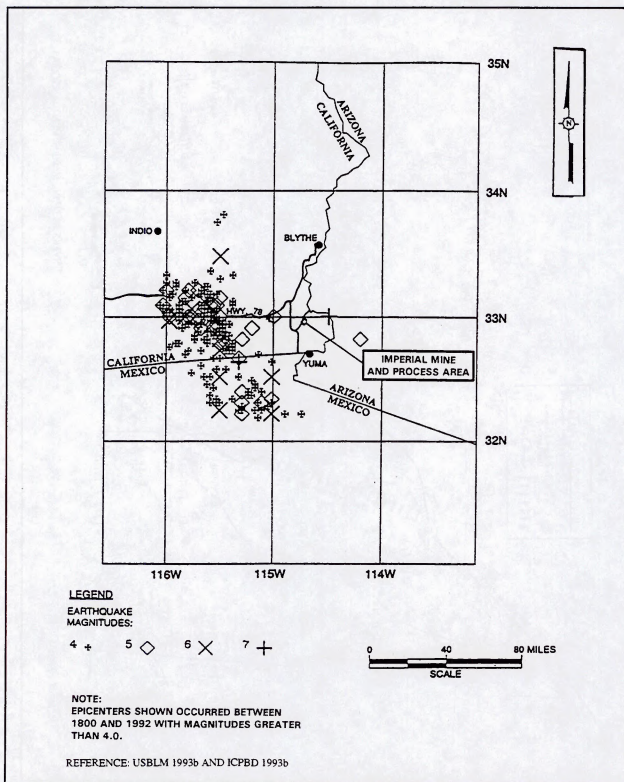 35N
ARIZONA
CALIFORNIA
N
34N
INDIO
BLYTHE
HWY. 78
33N
IMPERIAL MINE
AND PROCESS AREA
CALIFORNIA
MEXICO
YUMA
ARIZONA
MEXICO
32N
116W 115W 114W
LEGEND
EARTHQUAKE
MAGNITUDES:
4 5 6 7
0 40 80 MILES
SCALE
NOTE:
EPICENTERS SHOWN OCCURRED BETWEEN
1800 AND 1992 WITH MAGNITUDES GREATER
THAN 4.0.
REFERENCE: USBLM 1993b AND ICPBD 1993b